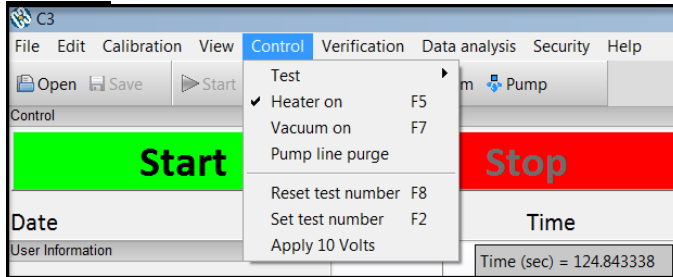 C3
File Edit Calibration View Control Verification Data analysis Security Help
Open Save Start Pump
Test
Heater on F5
Vacuum on F7
Pump line purge
Reset test number F8
Set test number F2
Apply 10 Volts
Control
Start Stop
Date Time
User Information
Time (sec) = 124.843338